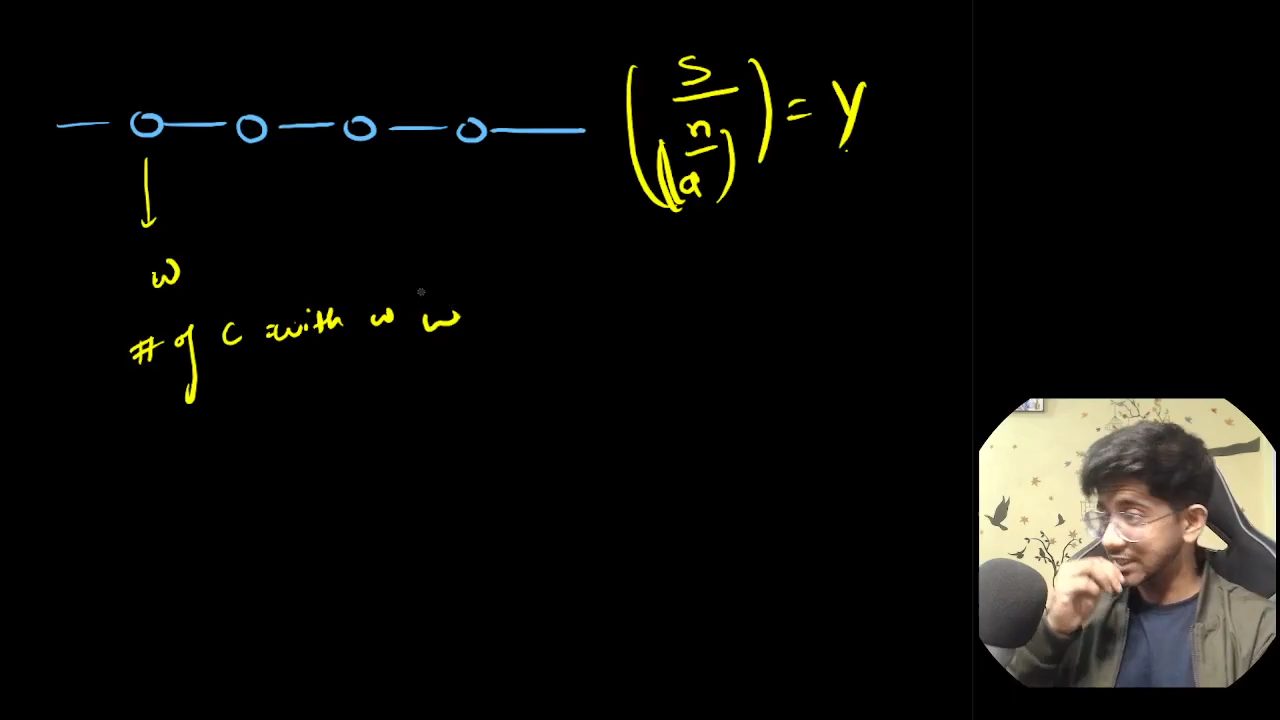 (S/(n/a)) = Y
w
# of C with w w